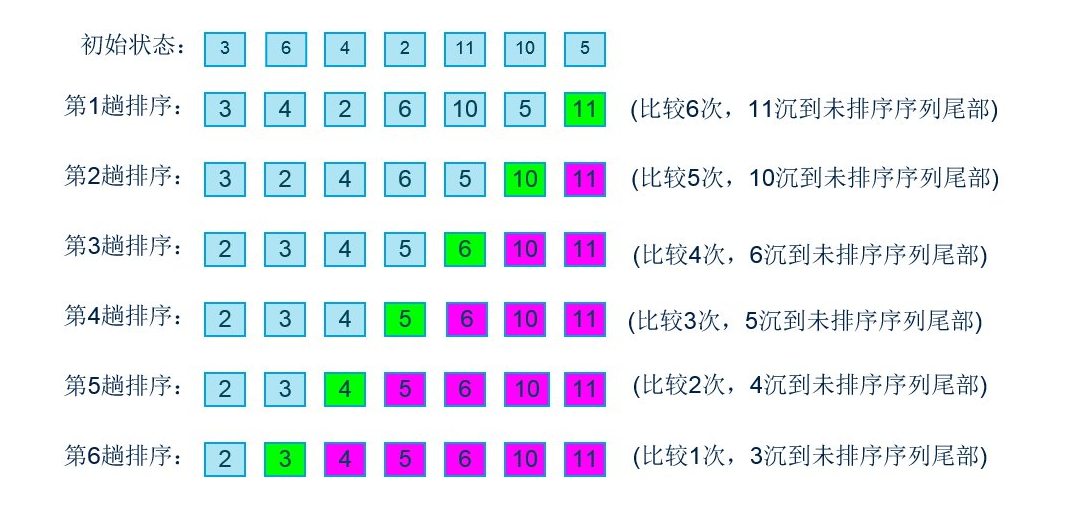 初始状态： 3 6 4 2 11 10 5
第1趟排序： 3 4 2 6 10 5 11 (比较6次，11沉到未排序序列尾部)
第2趟排序： 3 2 4 6 5 10 11 (比较5次，10沉到未排序序列尾部)
第3趟排序： 2 3 4 5 6 10 11 (比较4次，6沉到未排序序列尾部)
第4趟排序： 2 3 4 5 6 10 11 (比较3次，5沉到未排序序列尾部)
第5趟排序： 2 3 4 5 6 10 11 (比较2次，4沉到未排序序列尾部)
第6趟排序： 2 3 4 5 6 10 11 (比较1次，3沉到未排序序列尾部)